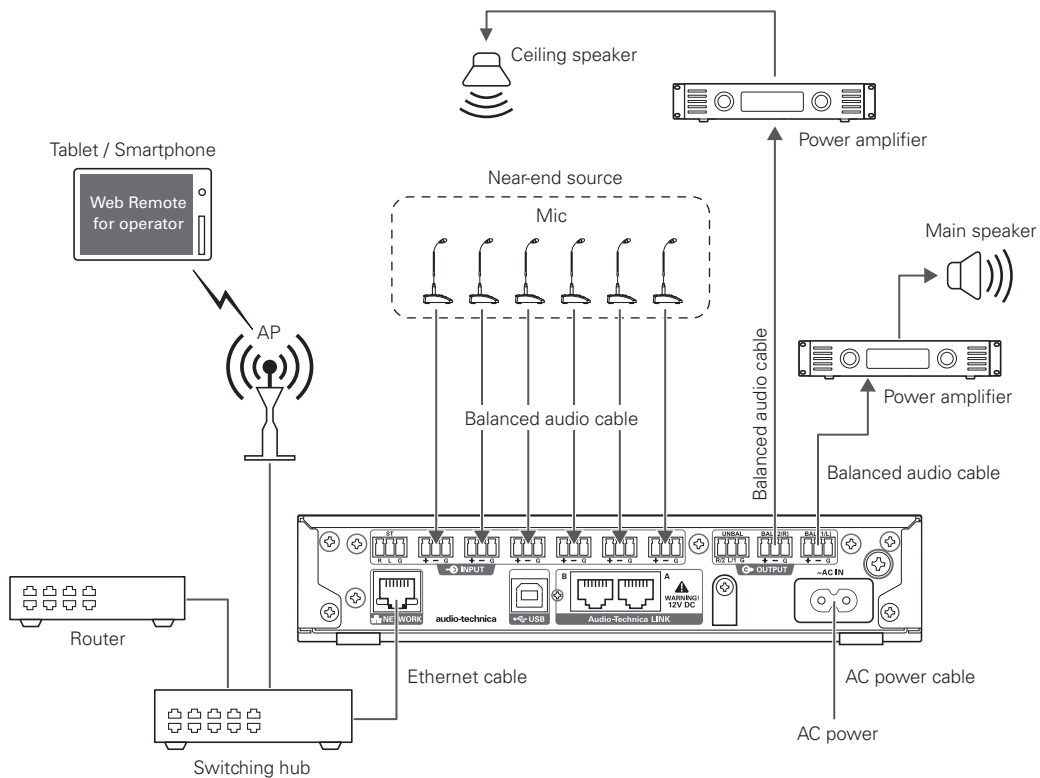 Ceiling speaker
Power amplifier
Tablet / Smartphone
Web Remote
for operator
Near-end source
Mic
Main speaker
AP
Balanced audio cable
Power amplifier
Balanced audio cable
Balanced audio cable
ST
UNBAL
BAL(2/R)
BAL(1/L)
R L G
+ - G
+ - G
+ - G
+ - G
+ - G
+ - G
R/2 L/1 G
+ - G
+ - G
INPUT
OUTPUT
~AC IN
B
A
WARNING!
12V DC
NETWORK
audio-technica
USB
Audio-Technica LINK
Router
Ethernet cable
AC power cable
AC power
Switching hub